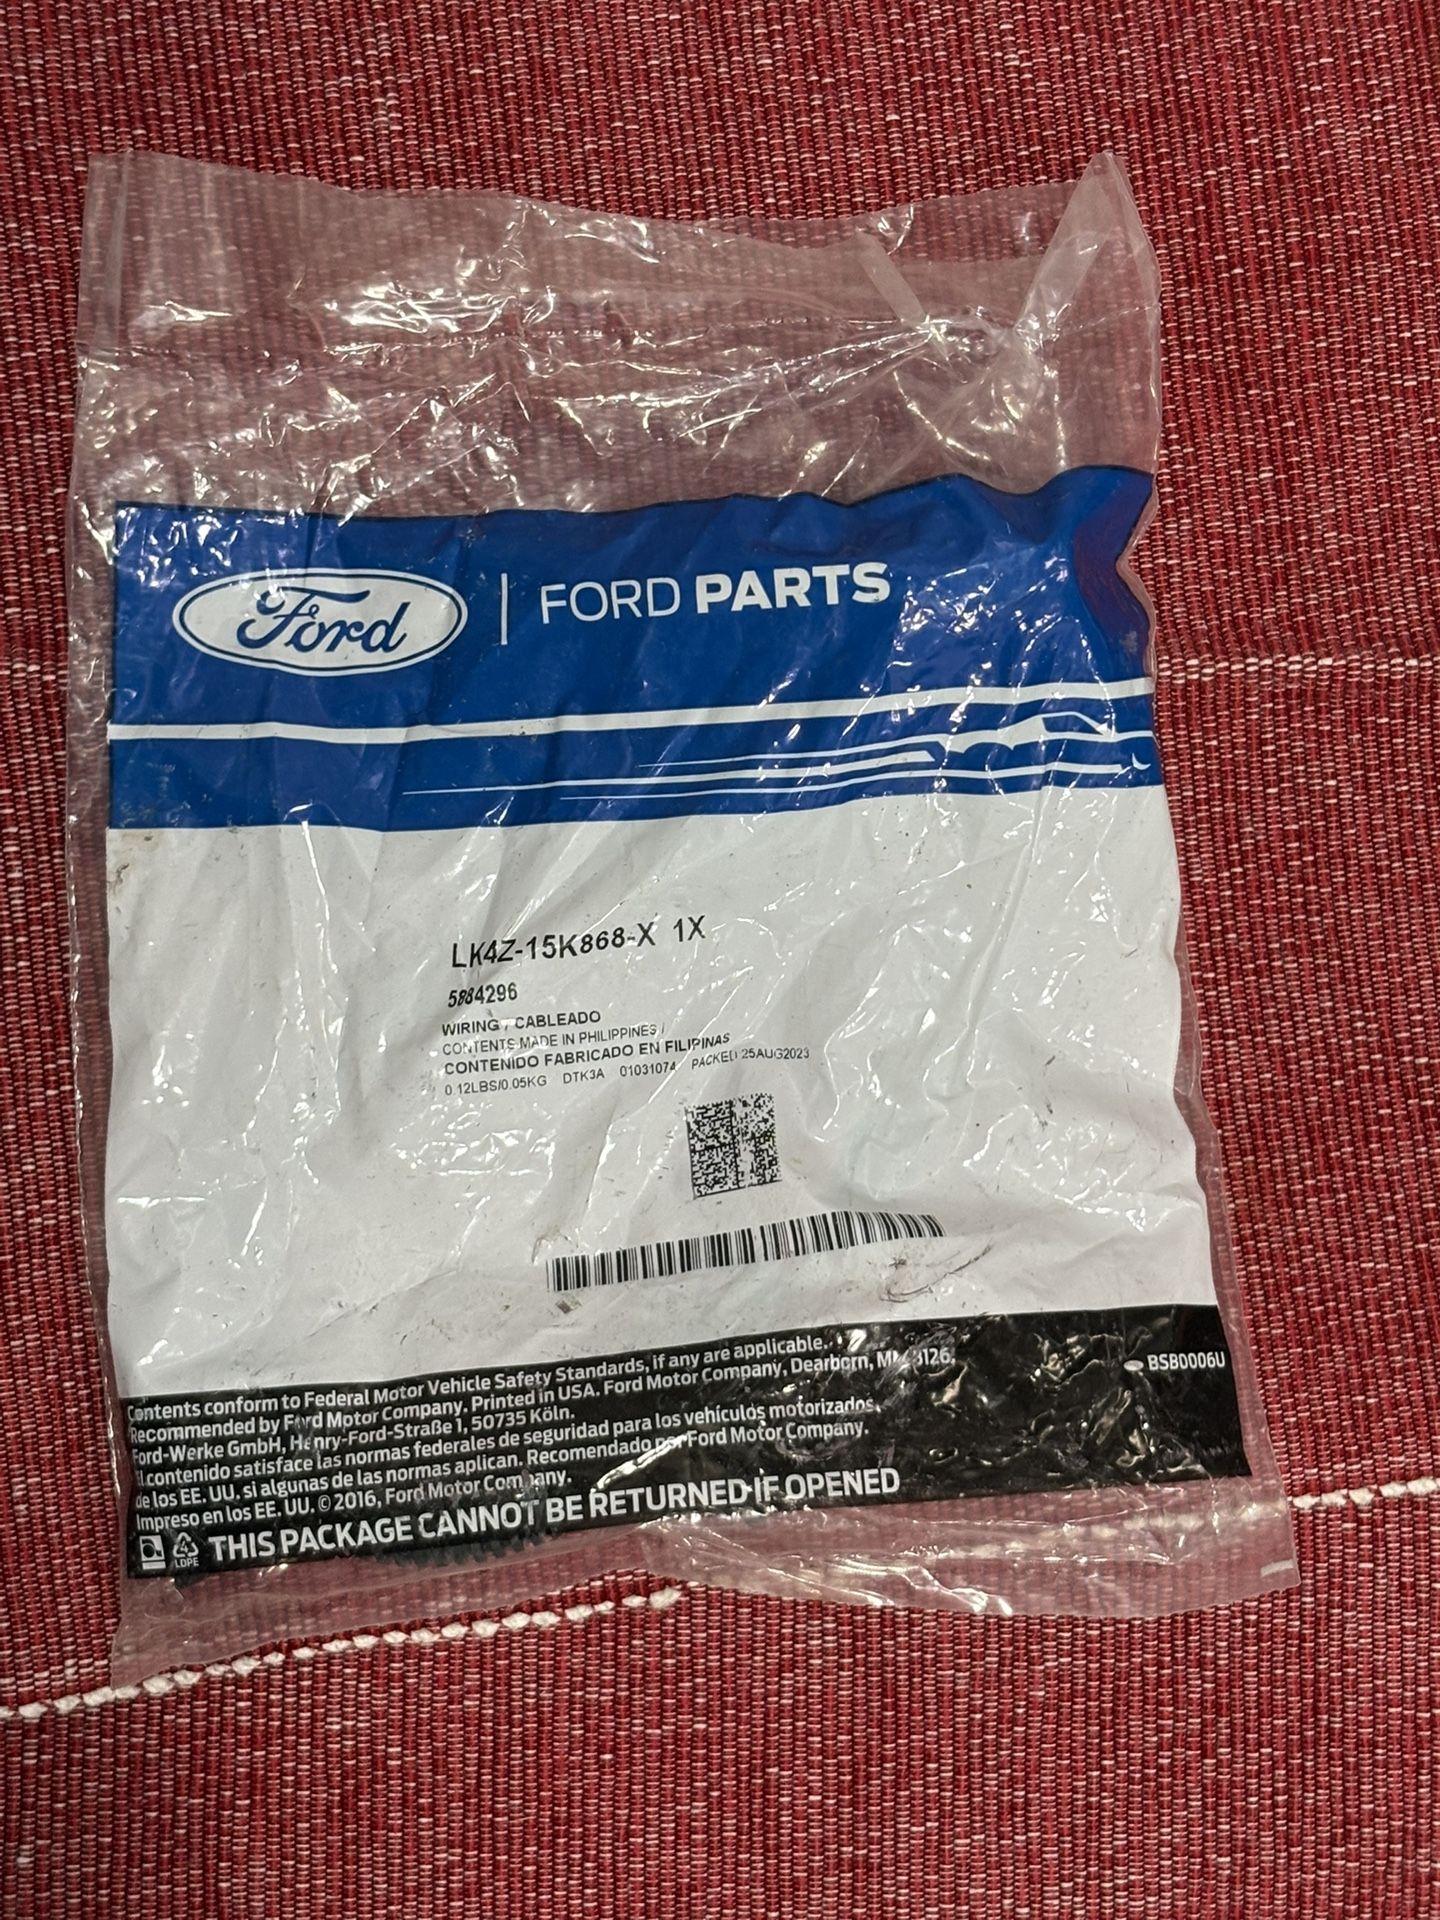 Ford
FORD PARTS
LK4Z-15K868-X 1X
5884296
WIRING / CABLEADO
CONTENTS MADE IN PHILIPPINES /
CONTENIDO FABRICADO EN FILIPINAS
0.12LBS/0.05KG DTK3A 01031074 PACKED 25AUG2023
Contents conform to Federal Motor Vehicle Safety Standards, if any are applicable.
Recommended by Ford Motor Company. Printed in USA. Ford Motor Company, Dearborn,
Ford-Werke GmbH, Henry-Ford-Straße 1, 50735 Köln.
El contenido satisface las normas federales de seguridad para los vehículos motorizados
de los EE. UU. si algunas de las normas aplican. Recomendado por Ford Motor Company.
Impreso en los EE. UU. © 2016, Ford Motor Company.
BSB0006U
4
LDPE
THIS PACKAGE CANNOT BE RETURNED IF OPENED